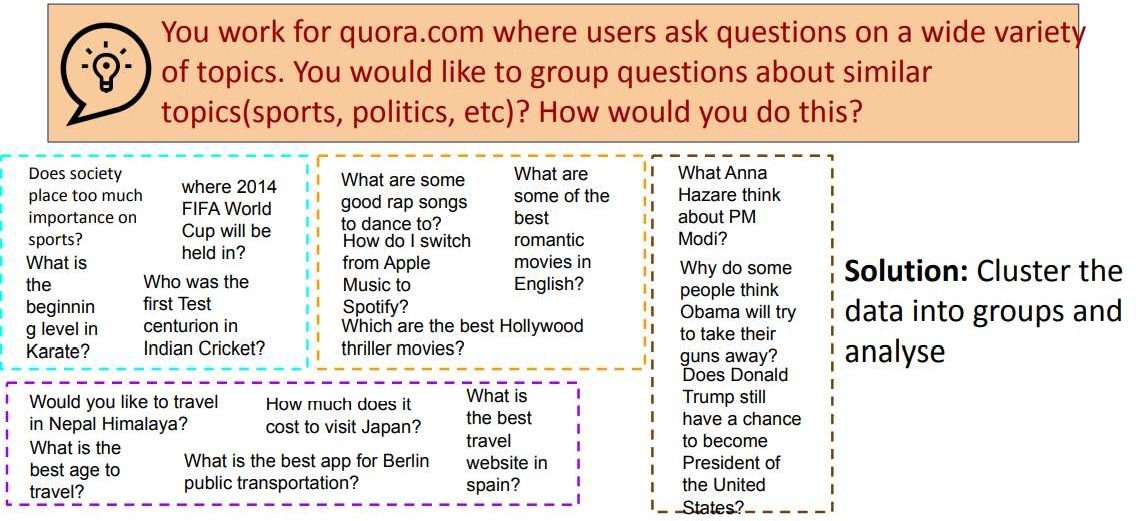 You work for quora.com where users ask questions on a wide variety
of topics. You would like to group questions about similar
topics(sports, politics, etc)? How would you do this?
Does society
place too much
importance on
sports?
where 2014
FIFA World
Cup will be
held in?
What is
the
beginnin
g level in
Karate?
Who was the
first Test
centurion in
Indian Cricket?
What are some
good rap songs
to dance to?
How do I switch
from Apple
Music to
Spotify?
What are
some of the
best
romantic
movies in
English?
Which are the best Hollywood
thriller movies?
What Anna
Hazare think
about PM
Modi?
Why do some
people think
Obama will try
to take their
guns away?
Does Donald
Trump still
have a chance
to become
President of
the United
States?
Solution: Cluster the
data into groups and
analyse
Would you like to travel
in Nepal Himalaya?
How much does it
cost to visit Japan?
What is
the best
travel
website in
spain?
What is the
best age to
travel?
What is the best app for Berlin
public transportation?